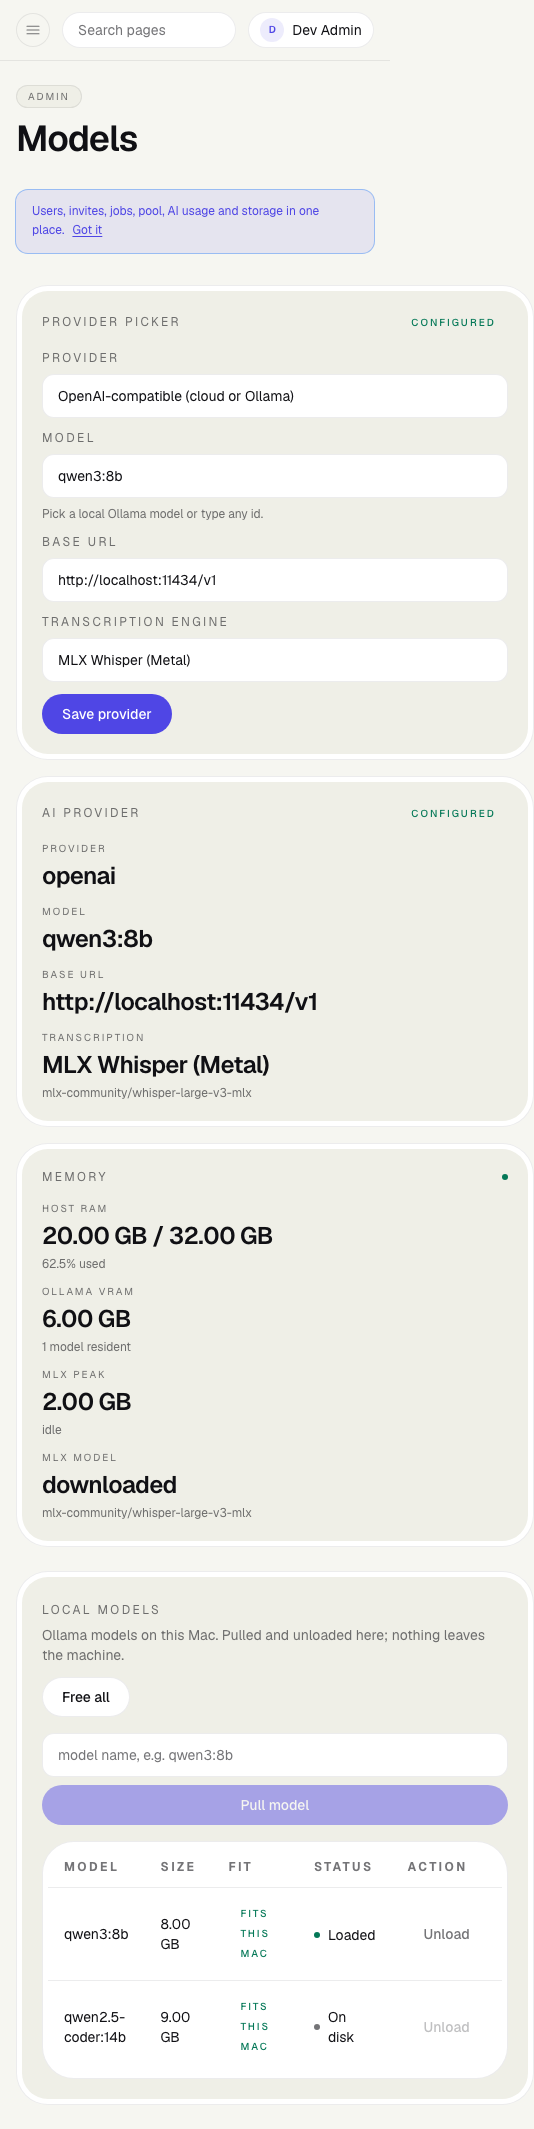 Search pages
D
Dev Admin
ADMIN
Models
Users, invites, jobs, pool, AI usage and storage in one
place. Got it
PROVIDER PICKER
CONFIGURED
PROVIDER
OpenAI-compatible (cloud or Ollama)
MODEL
qwen3:8b
Pick a local Ollama model or type any id.
BASE URL
http://localhost:11434/v1
TRANSCRIPTION ENGINE
MLX Whisper (Metal)
Save provider
AI PROVIDER
CONFIGURED
PROVIDER
openai
MODEL
qwen3:8b
BASE URL
http://localhost:11434/v1
TRANSCRIPTION
MLX Whisper (Metal)
mlx-community/whisper-large-v3-mlx
MEMORY
HOST RAM
20.00 GB / 32.00 GB
62.5% used
OLLAMA VRAM
6.00 GB
1 model resident
MLX PEAK
2.00 GB
idle
MLX MODEL
downloaded
mlx-community/whisper-large-v3-mlx
LOCAL MODELS
Ollama models on this Mac. Pulled and unloaded here; nothing leaves
the machine.
Free all
model name, e.g. qwen3:8b
Pull model
MODEL SIZE FIT STATUS ACTION
qwen3:8b
8.00
GB
FITS
THIS
MAC
Loaded
Unload
qwen2.5-
coder:14b
9.00
GB
FITS
THIS
MAC
On
disk
Unload